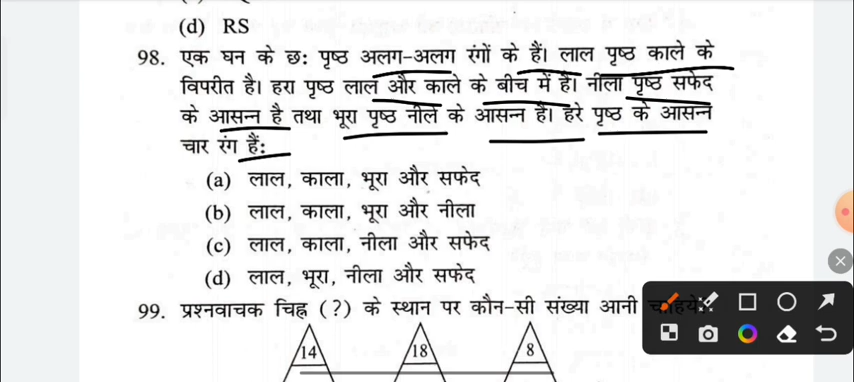 (d) RS
98. एक घन के छ: पृष्ठ अलग-अलग रंगों के हैं। लाल पृष्ठ काले के
विपरीत है। हरा पृष्ठ लाल और काले के बीच में है। नीला पृष्ठ सफेद
के आसन्न है तथा भूरा पृष्ठ नीले के आसन्न है। हरे पृष्ठ के आसन्न
चार रंग हैं:
(a) लाल, काला, भूरा और सफेद
(b) लाल, काला, भूरा और नीला
(c) लाल, काला, नीला और सफेद
(d) लाल, भूरा, नीला और सफेद
99. प्रश्नवाचक चिह्न (?) के स्थान पर कौन-सी संख्या आनी
14 18 8